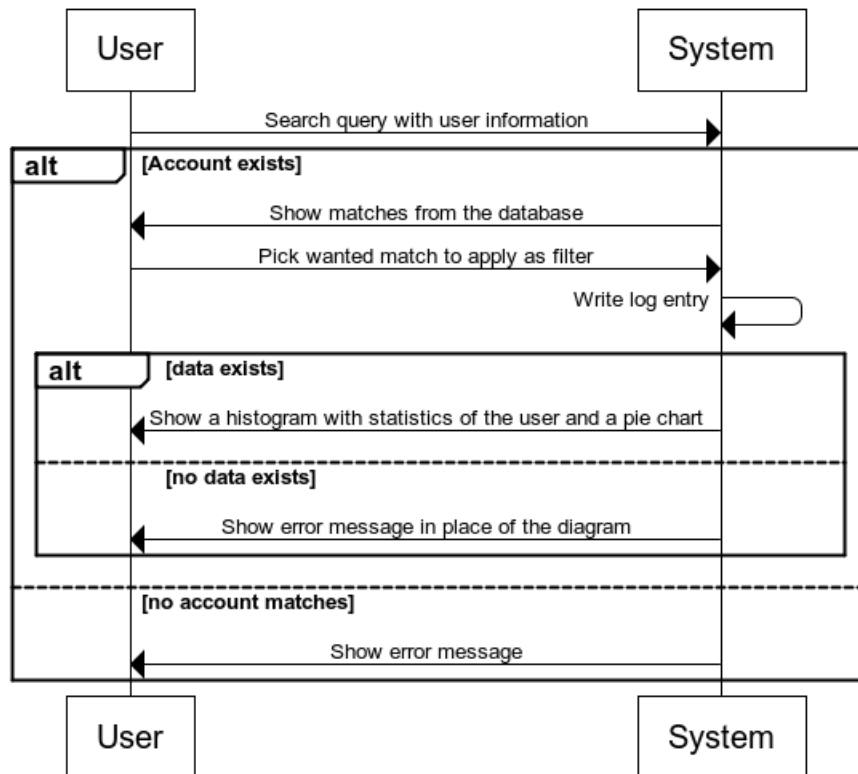 User System
Search query with user information
alt [Account exists]
Show matches from the database
Pick wanted match to apply as filter
Write log entry
alt [data exists]
Show a histogram with statistics of the user and a pie chart
[no data exists]
Show error message in place of the diagram
[no account matches]
Show error message
User System